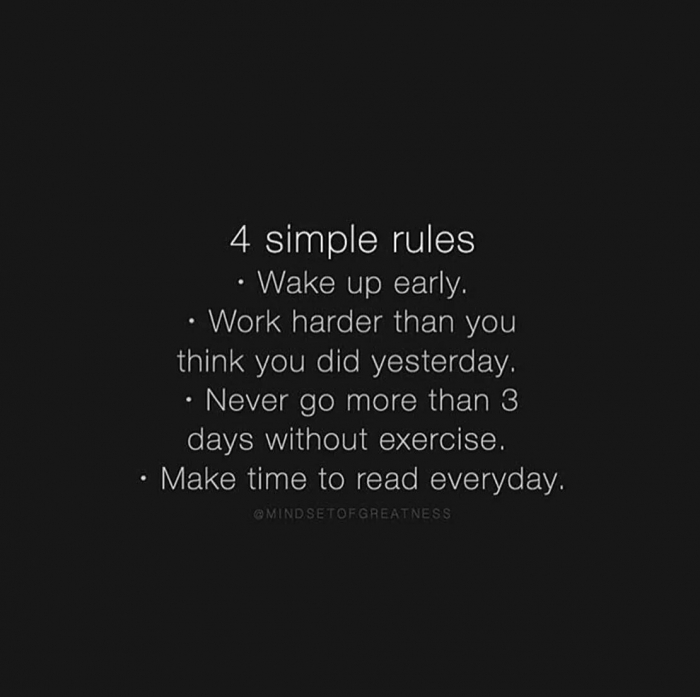 4 simple rules
• Wake up early.
• Work harder than you
think you did yesterday.
• Never go more than 3
days without exercise.
• Make time to read everyday.
@MINDSETOFGREATNESS